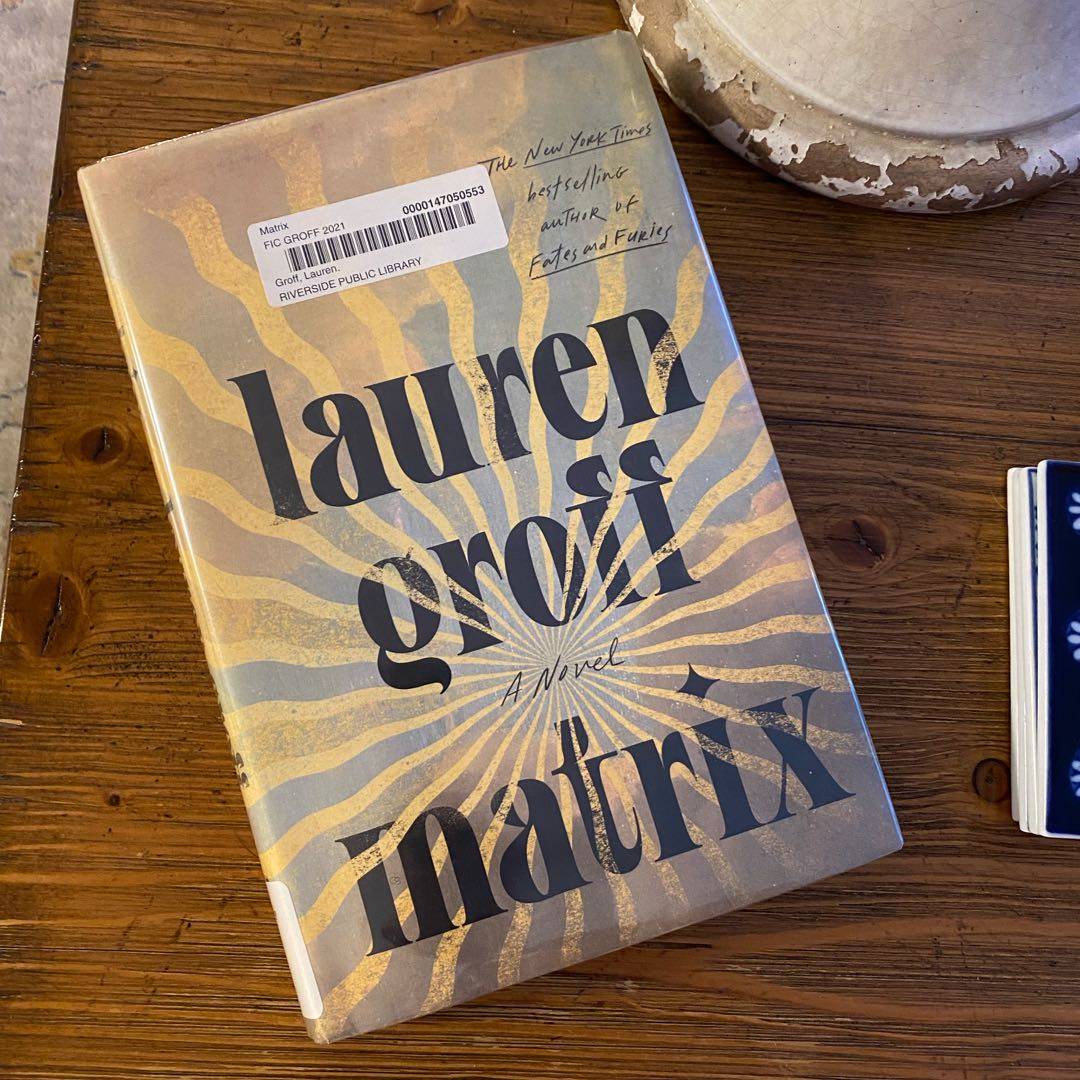 Matrix
FIC GROFF 2021
0000147050553
Groff, Lauren.
RIVERSIDE PUBLIC LIBRARY
The New York Times
bestselling
author of
Fates and Furies
lauren
groff
A Novel
matrix